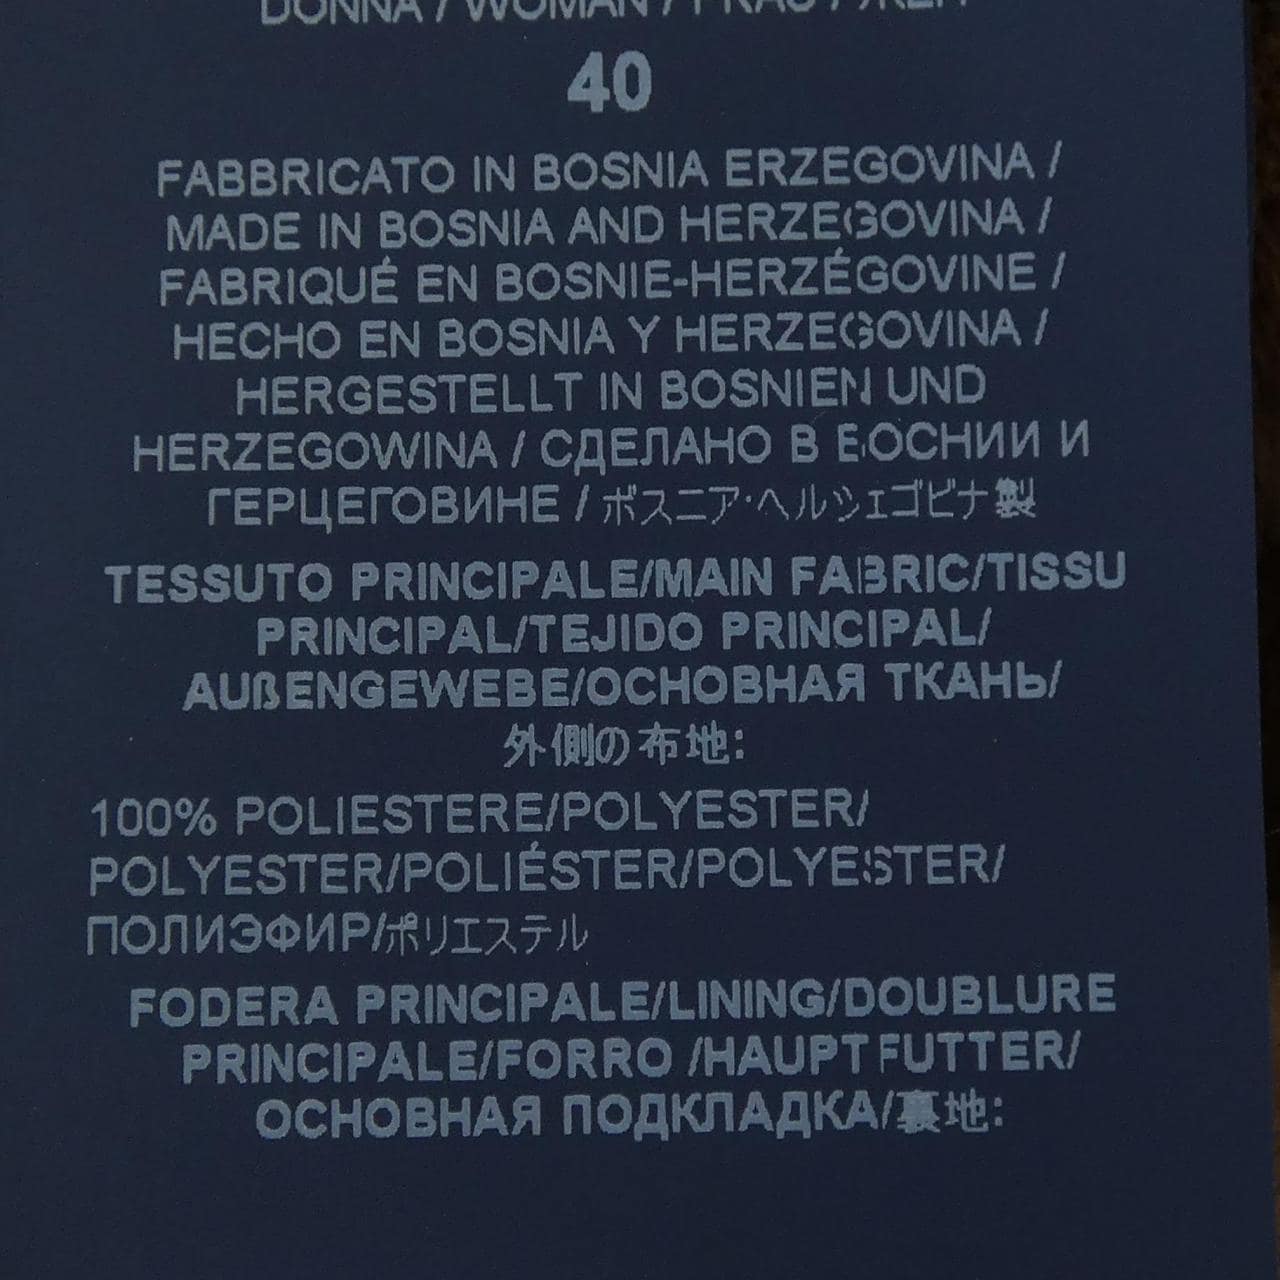 DONNA / WOMAN /
40
FABBRICATO IN BOSNIA ERZEGOVINA /
MADE IN BOSNIA AND HERZEGOVINA /
FABRIQUÉ EN BOSNIE-HERZÉGOVINE /
HECHO EN BOSNIA Y HERZEGOVINA /
HERGESTELLT IN BOSNIEN UND
HERZEGOWINA / СДЕЛАНО В БОСНИИ И
ГЕРЦЕГОВИНЕ / ボスニア・ヘルツェゴビナ製
TESSUTO PRINCIPALE/MAIN FABRIC/TISSU
PRINCIPAL/TEJIDO PRINCIPAL/
AUßENGEWEBE/ОСНОВНАЯ ТКАНЬ/
外側の布地:
100% POLIESTERE/POLYESTER/
POLYESTER/POLIÉSTER/POLYESTER/
ПОЛИЭФИР/ポリエステル
FODERA PRINCIPALE/LINING/DOUBLURE
PRINCIPALE/FORRO /HAUPTFUTTER/
ОСНОВНАЯ ПОДКЛАДКА/裏地: